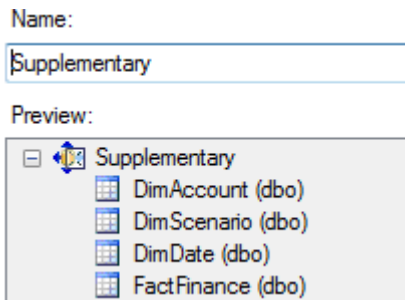 Name:
Supplementary
Preview:
Supplementary
DimAccount (dbo)
DimScenario (dbo)
DimDate (dbo)
FactFinance (dbo)